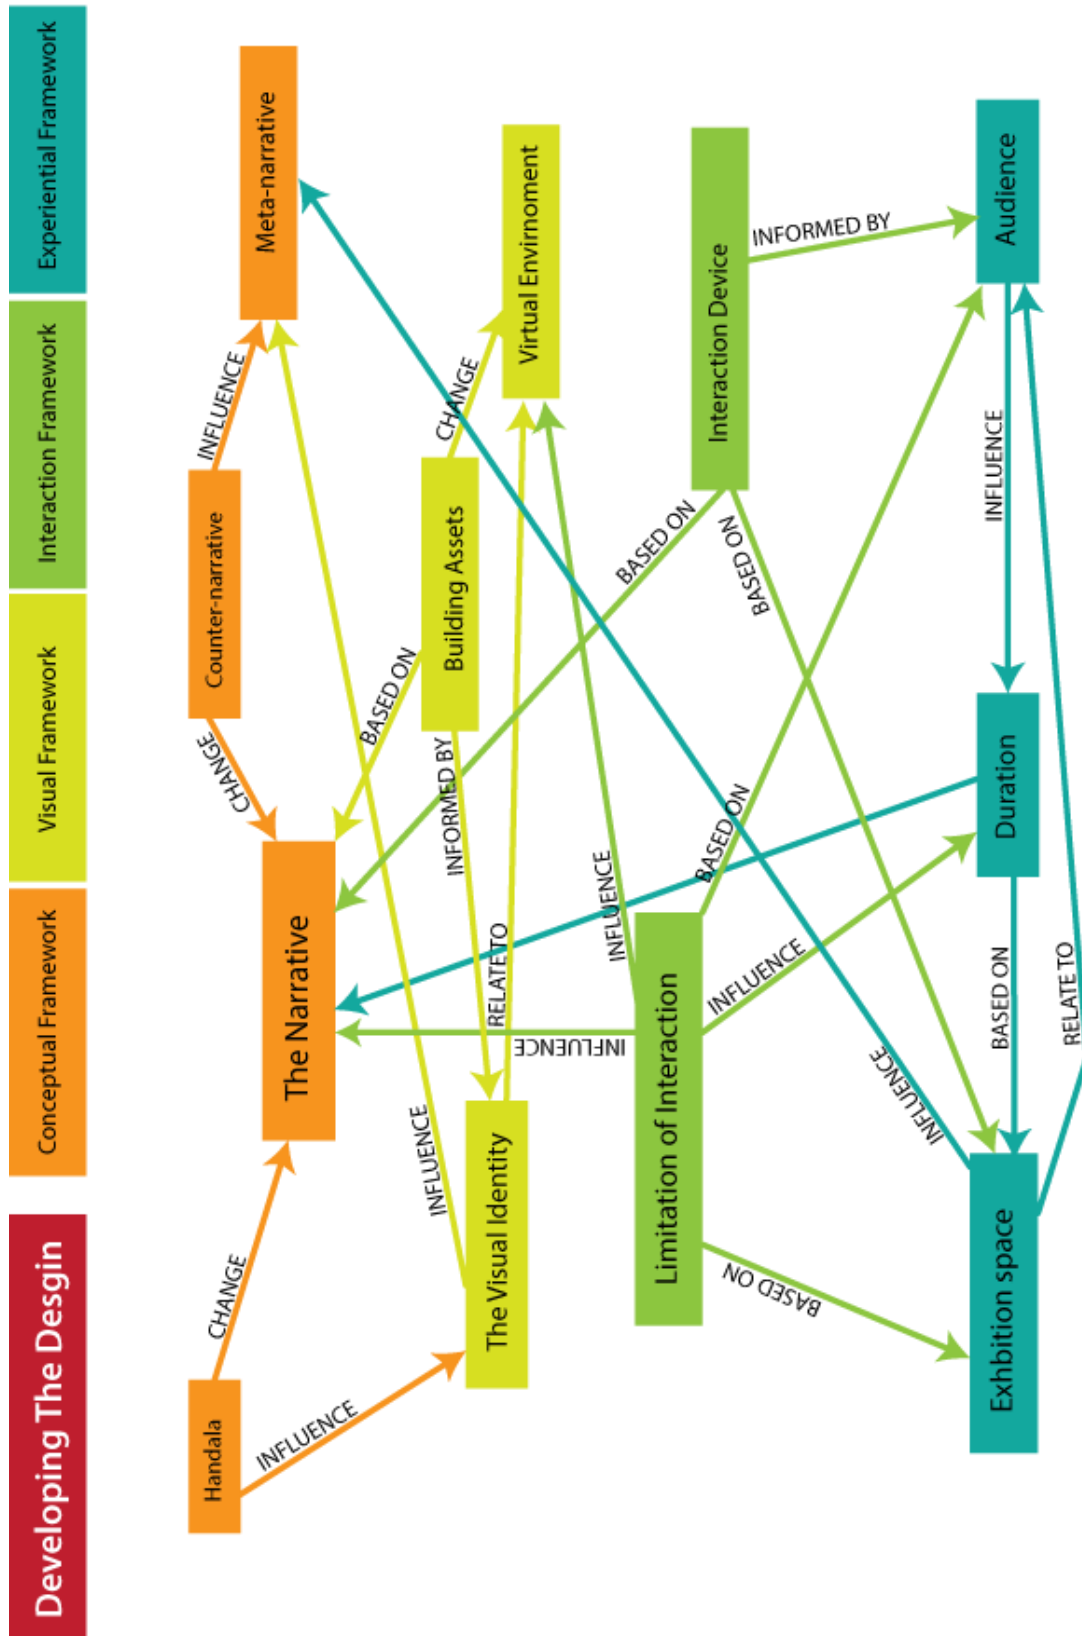 Developing The Desgin
Conceptual Framework
Visual Framework
Interaction Framework
Experiential Framework
Handala
CHANGE
INFLUENCE
Counter-narrative
CHANGE
INFLUENCE
Meta-narrative
The Narrative
BASED ON
Building Assets
CHANGE
INFORMED BY
Virtual Envirnoment
The Visual Identity
INFLUENCE
RELATE TO
INFLUENCE
INFLUENCE
Limitation of Interaction
BASED ON
INFLUENCE
BASED ON
Interaction Device
BASED ON
BASED ON
INFORMED BY
INFLUENCE
Exhbition space
BASED ON
Duration
INFLUENCE
Audience
RELATE TO